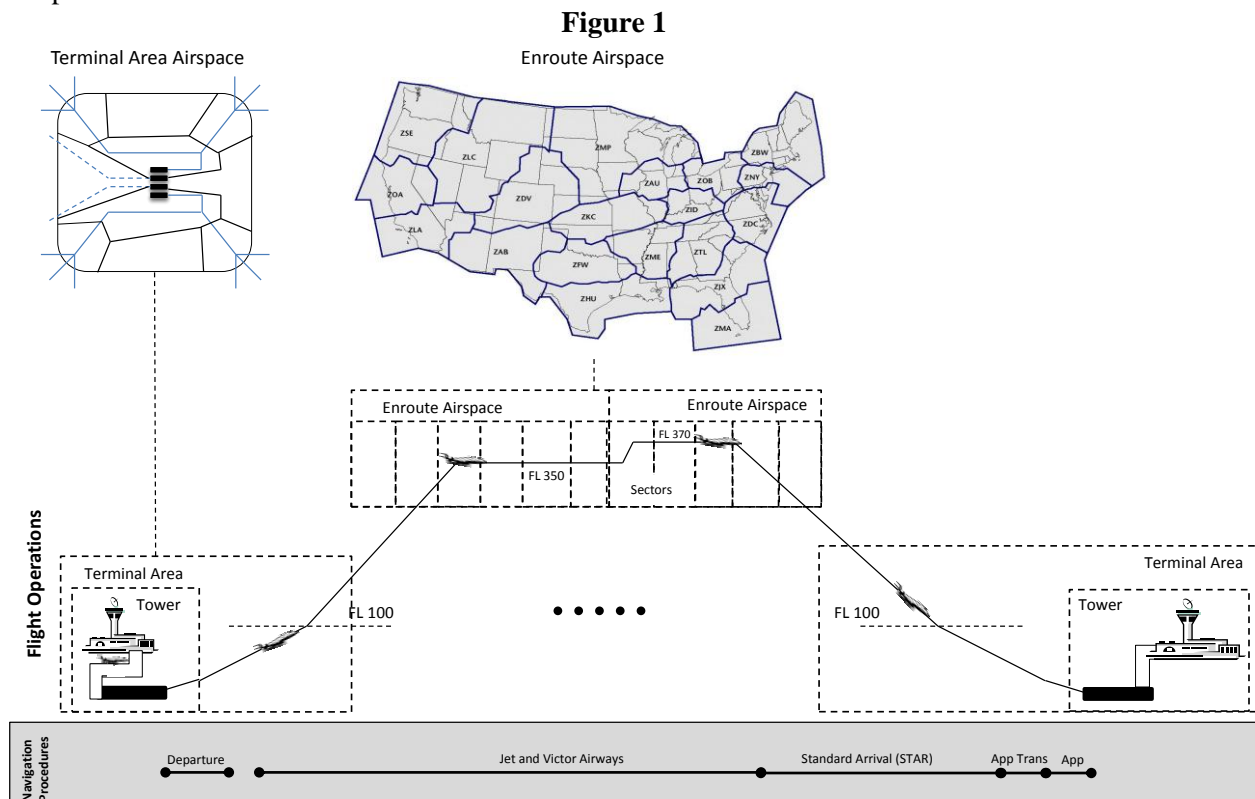 Figure 1
Terminal Area Airspace
Enroute Airspace
ZSE
ZMP
ZBW
ZLC
ZAU
ZOB
ZNY
ZOA
ZDV
ZID
ZKC
ZDC
ZLA
ZAB
ZFW
ZME
ZTL
ZHU
ZJX
ZMA
Enroute Airspace
Enroute Airspace
FL 350
FL 370
Sectors
Flight Operations
Terminal Area
Tower
FL 100
FL 100
Terminal Area
Tower
Navigation
Procedures
Departure
Jet and Victor Airways
Standard Arrival (STAR)
App Trans
App